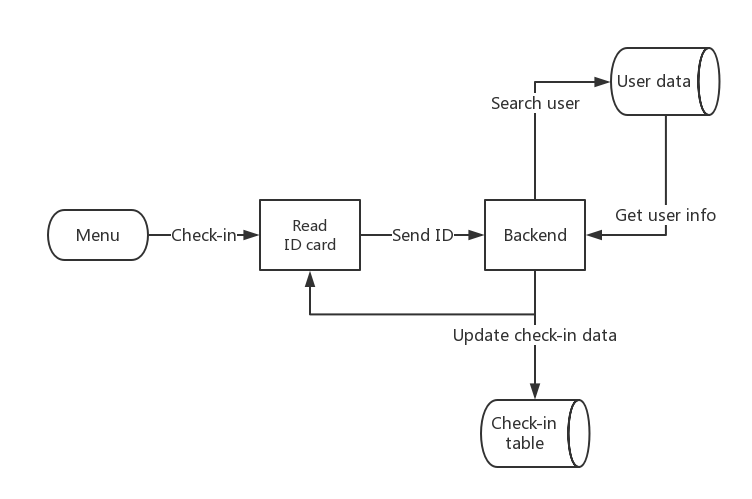 User data
Search user
Get user info
Menu
Check-in
Read
ID card
Send ID
Backend
Update check-in data
Check-in
table